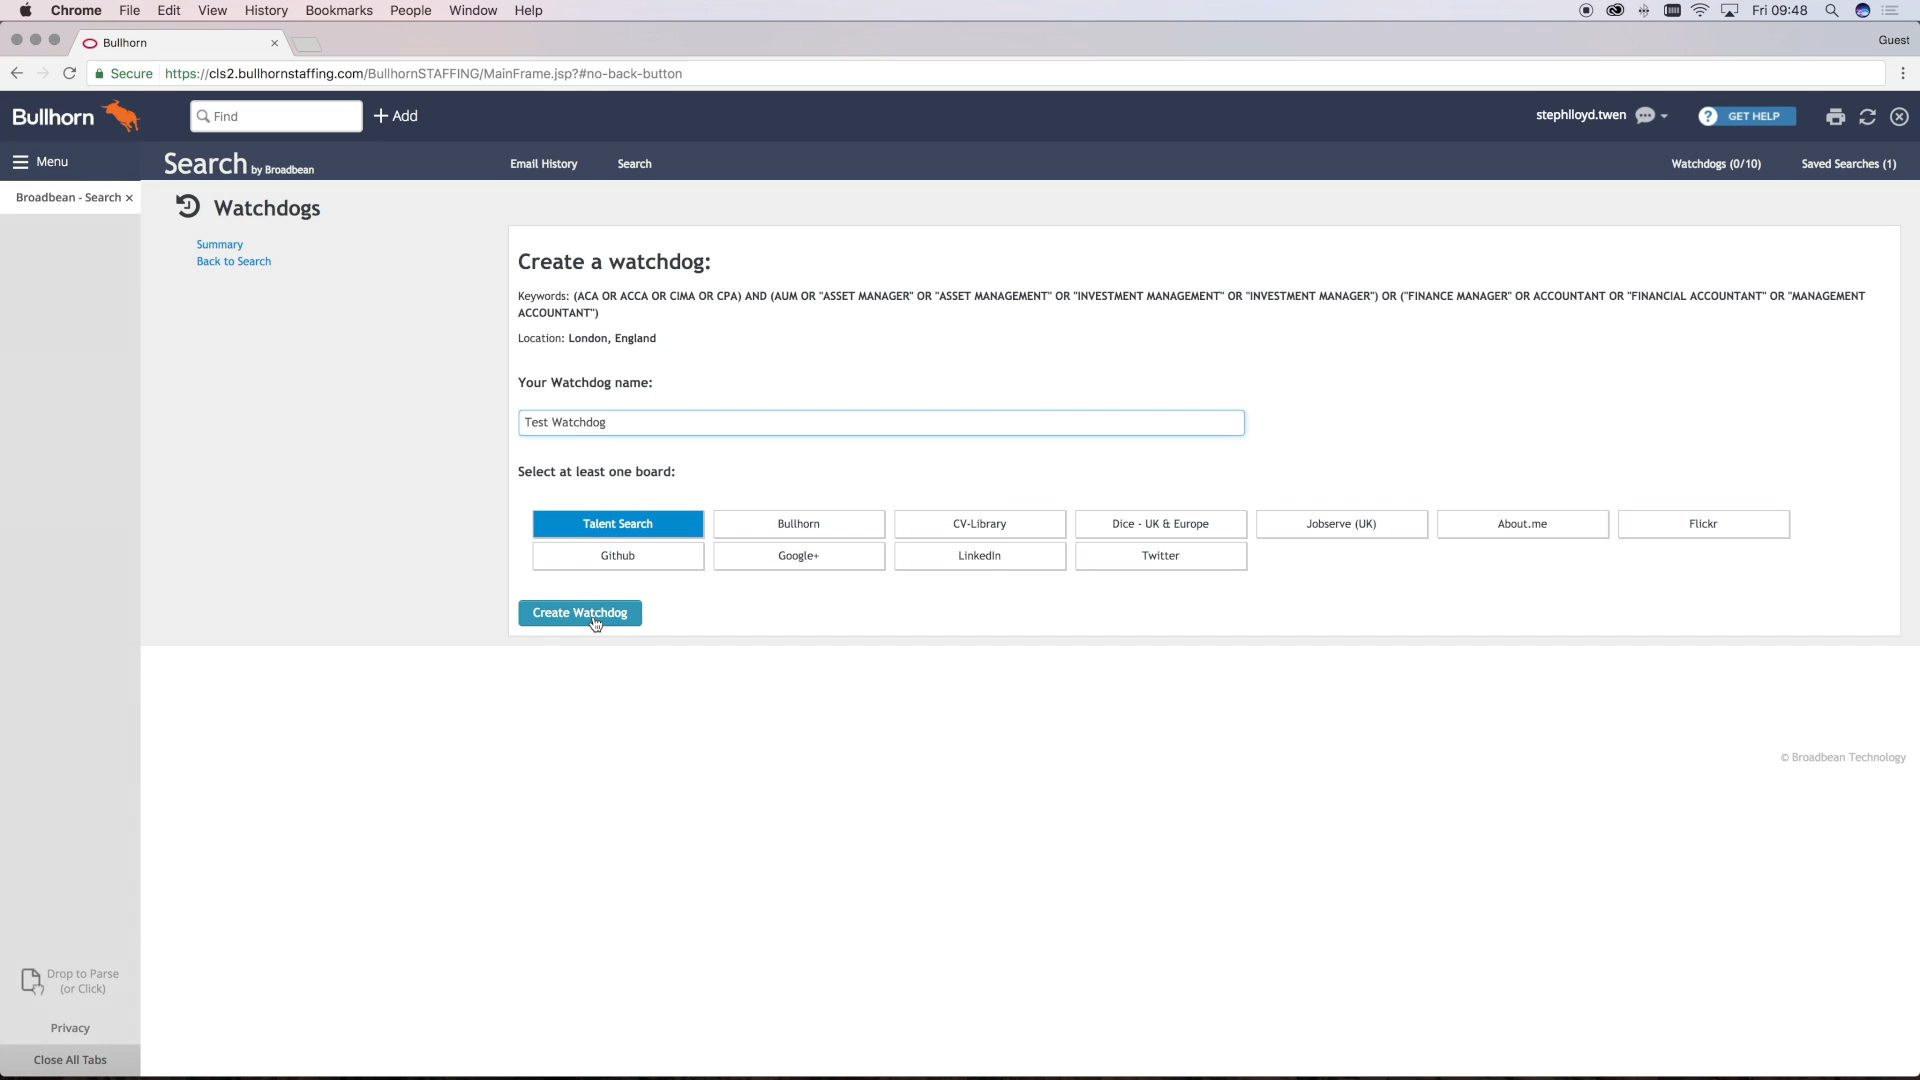 Chrome File Edit View History Bookmarks People Window Help Fri 09:48
Bullhorn Guest
Secure https://cls2.bullhornstaffing.com/BullhornSTAFFING/MainFrame.jsp?#no-back-button
Bullhorn Find + Add stephlloyd.twen ? GET HELP
Menu Search by Broadbean Email History Search Watchdogs (0/10) Saved Searches (1)
Broadbean - Search
Watchdogs
Summary
Back to Search
Create a watchdog:
Keywords: (ACA OR ACCA OR CIMA OR CPA) AND (AUM OR "ASSET MANAGER" OR "ASSET MANAGEMENT" OR "INVESTMENT MANAGEMENT" OR "INVESTMENT MANAGER") OR ("FINANCE MANAGER" OR ACCOUNTANT OR "FINANCIAL ACCOUNTANT" OR "MANAGEMENT
ACCOUNTANT")
Location: London, England
Your Watchdog name:
Test Watchdog
Select at least one board:
Talent Search Bullhorn CV-Library Dice - UK & Europe Jobserve (UK) About.me Flickr
Github Google+ LinkedIn Twitter
Create Watchdog
© Broadbean Technology
Drop to Parse
(or Click)
Privacy
Close All Tabs